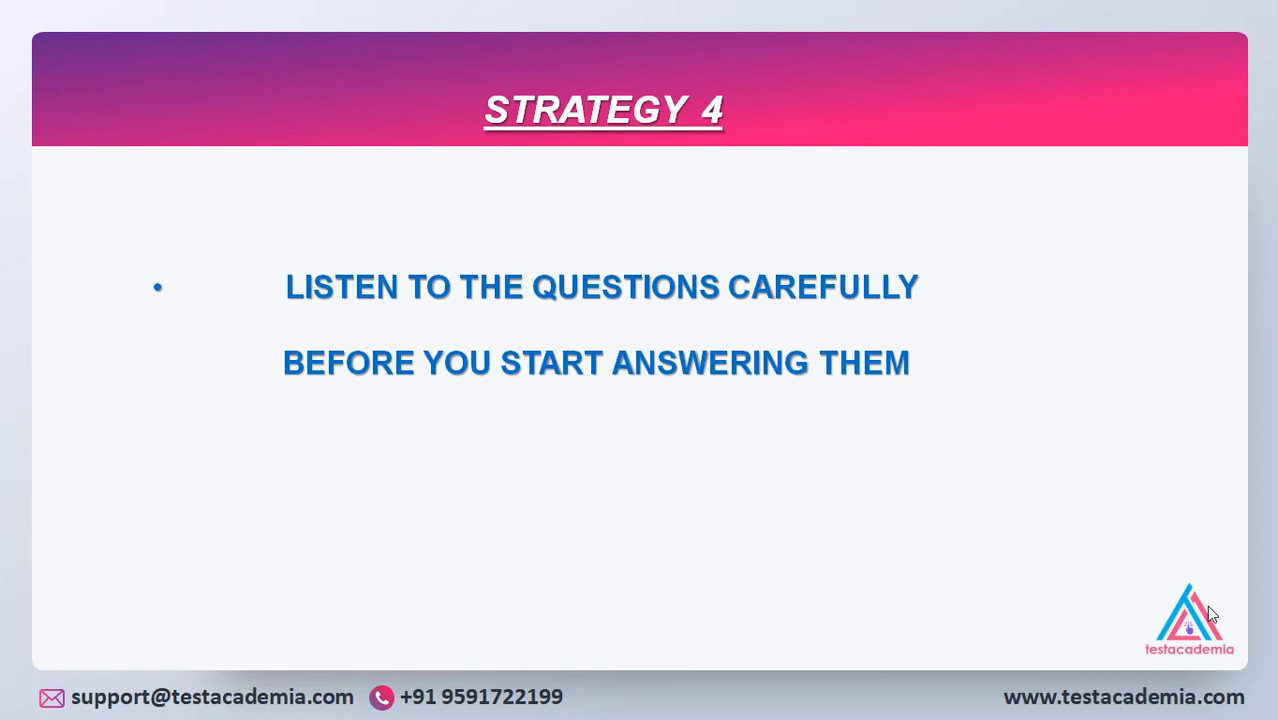 STRATEGY 4
• LISTEN TO THE QUESTIONS CAREFULLY
BEFORE YOU START ANSWERING THEM
testacademia
support@testacademia.com +91 9591722199 www.testacademia.com